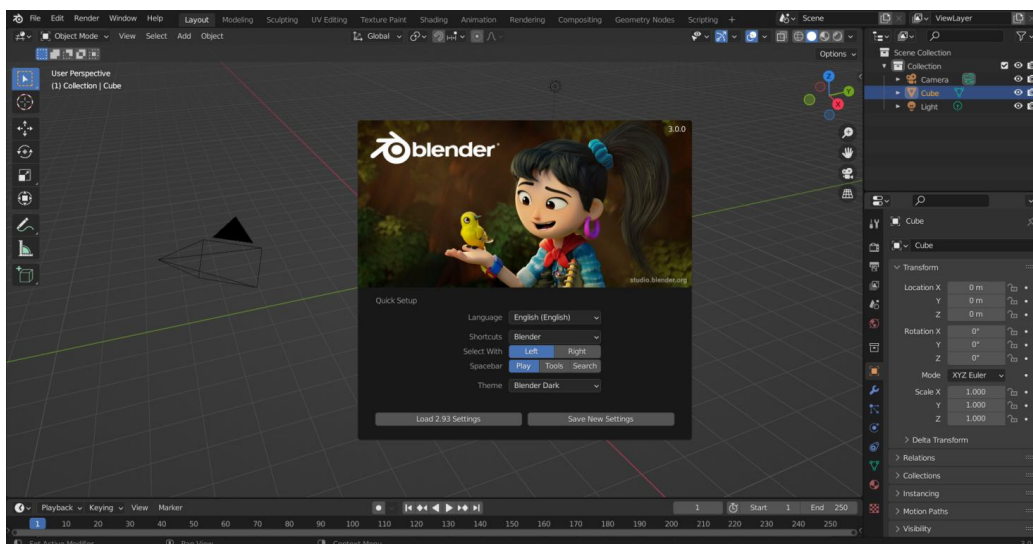 File Edit Render Window Help Layout Modeling Sculpting UV Editing Texture Paint Shading Animation Rendering Compositing Geometry Nodes Scripting + Scene ViewLayer
Object Mode View Select Add Object Global
Options
User Perspective
(1) Collection | Cube
Z
Y
X
Scene Collection
Collection
Camera
Cube
Light
blender
3.0.0
studio.blender.org
Quick Setup
Language English (English)
Shortcuts Blender
Select With Left Right
Spacebar Play Tools Search
Theme Blender Dark
Load 2.93 Settings Save New Settings
Cube
Cube
Transform
Location X 0 m
Y 0 m
Z 0 m
Rotation X 0°
Y 0°
Z 0°
Mode XYZ Euler
Scale X 1.000
Y 1.000
Z 1.000
Delta Transform
Relations
Collections
Instancing
Motion Paths
Visibility
Playback Keying View Marker 1 Start 1 End 250
1 10 20 30 40 50 60 70 80 90 100 110 120 130 140 150 160 170 180 190 200 210 220 230 240 250